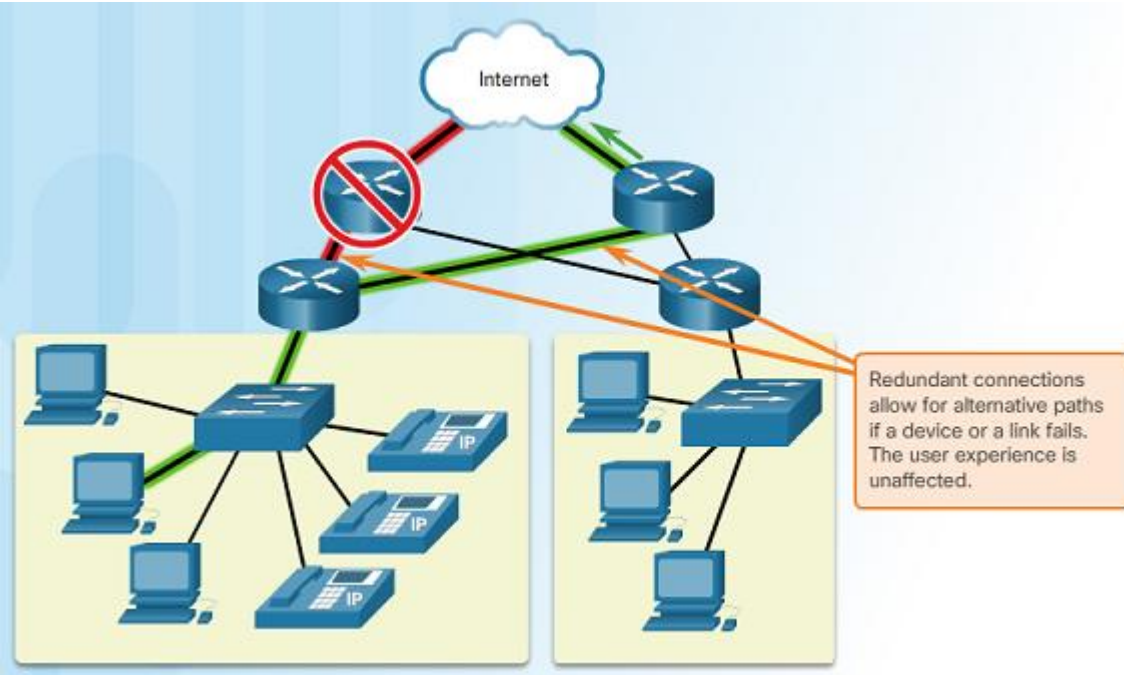 Internet
IP
IP
IP
Redundant connections
allow for alternative paths
if a device or a link fails.
The user experience is
unaffected.